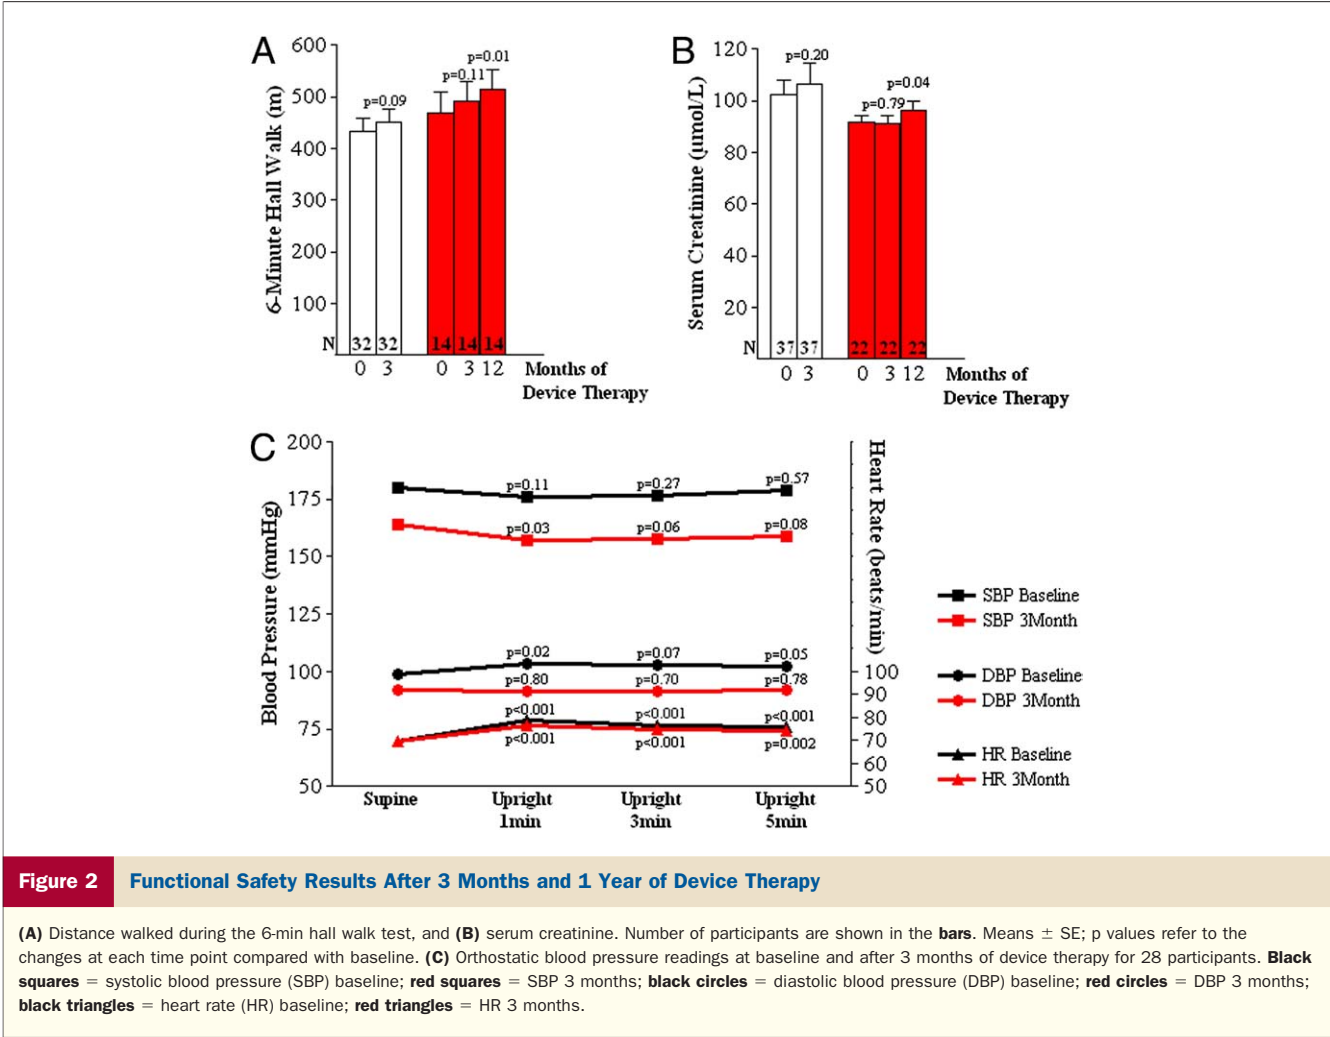 A
600
500
400
300
200
100
6-Minute Hall Walk (m)
p=0.09
p=0.11
p=0.01
N 32 32 14 14 14
0 3 0 3 12 Months of
Device Therapy
B
120
100
80
60
40
20
Serum Creatinine (µmol/L)
p=0.20
p=0.79
p=0.04
N 37 37 22 22 22
0 3 0 3 12 Months of
Device Therapy
C
200
175
150
125
100
75
50
Blood Pressure (mmHg)
p=0.11 p=0.27 p=0.57
p=0.03 p=0.06 p=0.08
p=0.02 p=0.07 p=0.05
p=0.80 p=0.70 p=0.78
p<0.001 p<0.001 p<0.001
p<0.001 p<0.001 p=0.002
Heart Rate (beats/min)
100
90
80
70
60
50
Supine Upright Upright Upright
1min 3min 5min
SBP Baseline
SBP 3Month
DBP Baseline
DBP 3Month
HR Baseline
HR 3Month
Figure 2 Functional Safety Results After 3 Months and 1 Year of Device Therapy
(A) Distance walked during the 6-min hall walk test, and (B) serum creatinine. Number of participants are shown in the bars. Means ± SE; p values refer to the
changes at each time point compared with baseline. (C) Orthostatic blood pressure readings at baseline and after 3 months of device therapy for 28 participants. Black
squares = systolic blood pressure (SBP) baseline; red squares = SBP 3 months; black circles = diastolic blood pressure (DBP) baseline; red circles = DBP 3 months;
black triangles = heart rate (HR) baseline; red triangles = HR 3 months.